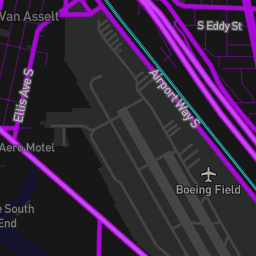 Van Asselt
S Eddy St
Ellis Ave S
Airport Way S
Aero Motel
Boeing Field
e South
End